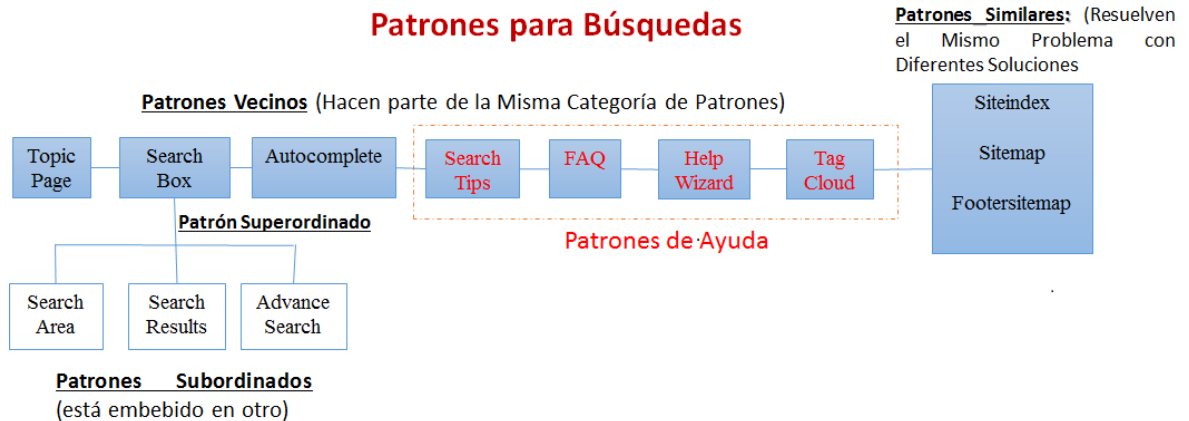 Patrones para Búsquedas
Patrones Similares: (Resuelven
el Mismo Problema con
Diferentes Soluciones
Patrones Vecinos (Hacen parte de la Misma Categoría de Patrones)
Topic
Page
Search
Box
Autocomplete
Search
Tips
FAQ
Help
Wizard
Tag
Cloud
Siteindex
Sitemap
Footersitemap
Patrón Superordinado
Patrones de Ayuda
Search
Area
Search
Results
Advance
Search
Patrones Subordinados
(está embebido en otro)